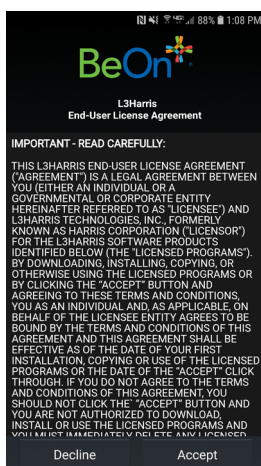 88% 1:08 PM
BeOn
L3Harris
End-User License Agreement
IMPORTANT - READ CAREFULLY:
THIS L3HARRIS END-USER LICENSE AGREEMENT
("AGREEMENT") IS A LEGAL AGREEMENT BETWEEN
YOU (EITHER AN INDIVIDUAL OR A
GOVERNMENTAL OR CORPORATE ENTITY
HEREINAFTER REFERRED TO AS "LICENSEE") AND
L3HARRIS TECHNOLOGIES, INC., FORMERLY
KNOWN AS HARRIS CORPORATION ("LICENSOR")
FOR THE L3HARRIS SOFTWARE PRODUCTS
IDENTIFIED BELOW (THE "LICENSED PROGRAMS").
BY DOWNLOADING, INSTALLING, COPYING, OR
OTHERWISE USING THE LICENSED PROGRAMS OR
BY CLICKING THE "ACCEPT" BUTTON AND
AGREEING TO THESE TERMS AND CONDITIONS,
YOU AS AN INDIVIDUAL AND, AS APPLICABLE, ON
BEHALF OF THE LICENSEE ENTITY AGREES TO BE
BOUND BY THE TERMS AND CONDITIONS OF THIS
AGREEMENT AND THIS AGREEMENT SHALL BE
EFFECTIVE AS OF THE DATE OF YOUR FIRST
INSTALLATION, COPYING OR USE OF THE LICENSED
PROGRAMS OR THE DATE OF THE "ACCEPT" CLICK
THROUGH. IF YOU DO NOT AGREE TO THE TERMS
AND CONDITIONS OF THIS AGREEMENT, YOU
SHOULD NOT CLICK THE "ACCEPT" BUTTON AND
YOU ARE NOT AUTHORIZED TO DOWNLOAD,
INSTALL OR USE THE LICENSED PROGRAMS AND
YOU MUST IMMEDIATELY DELETE ANY LICENSED
Decline Accept